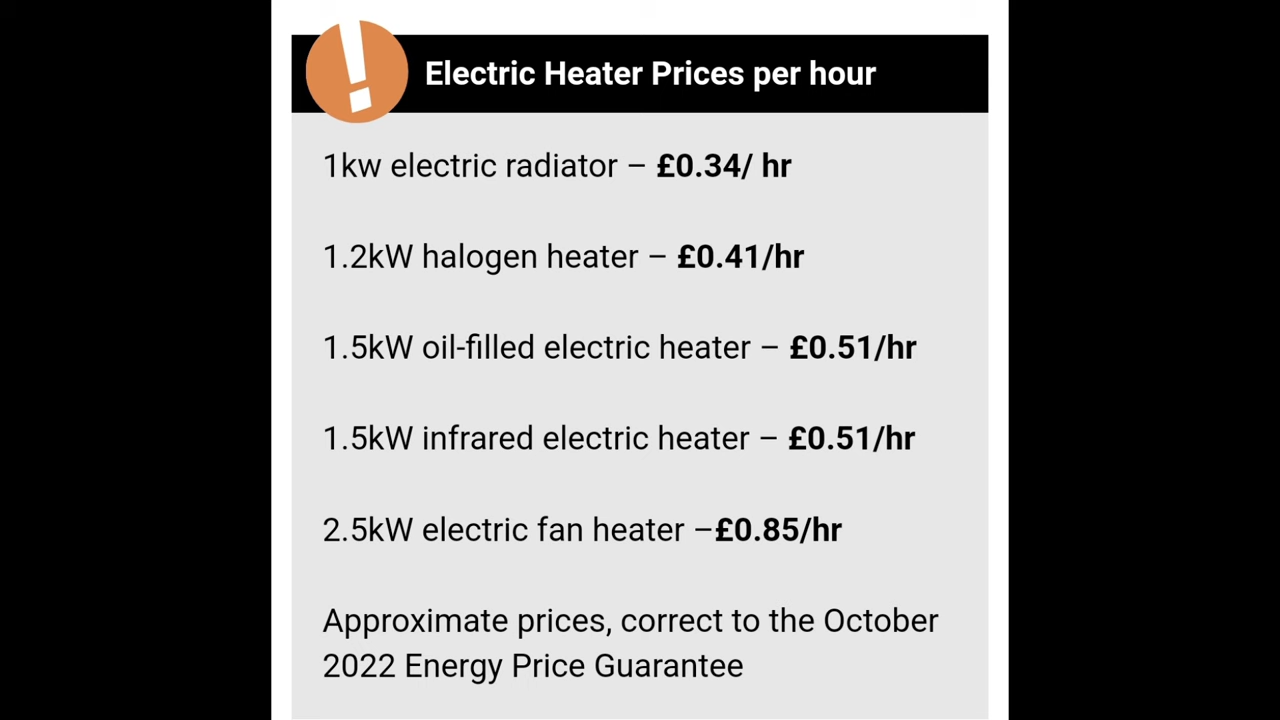 Electric Heater Prices per hour
1kw electric radiator – £0.34/ hr
1.2kW halogen heater – £0.41/hr
1.5kW oil-filled electric heater – £0.51/hr
1.5kW infrared electric heater – £0.51/hr
2.5kW electric fan heater –£0.85/hr
Approximate prices, correct to the October
2022 Energy Price Guarantee